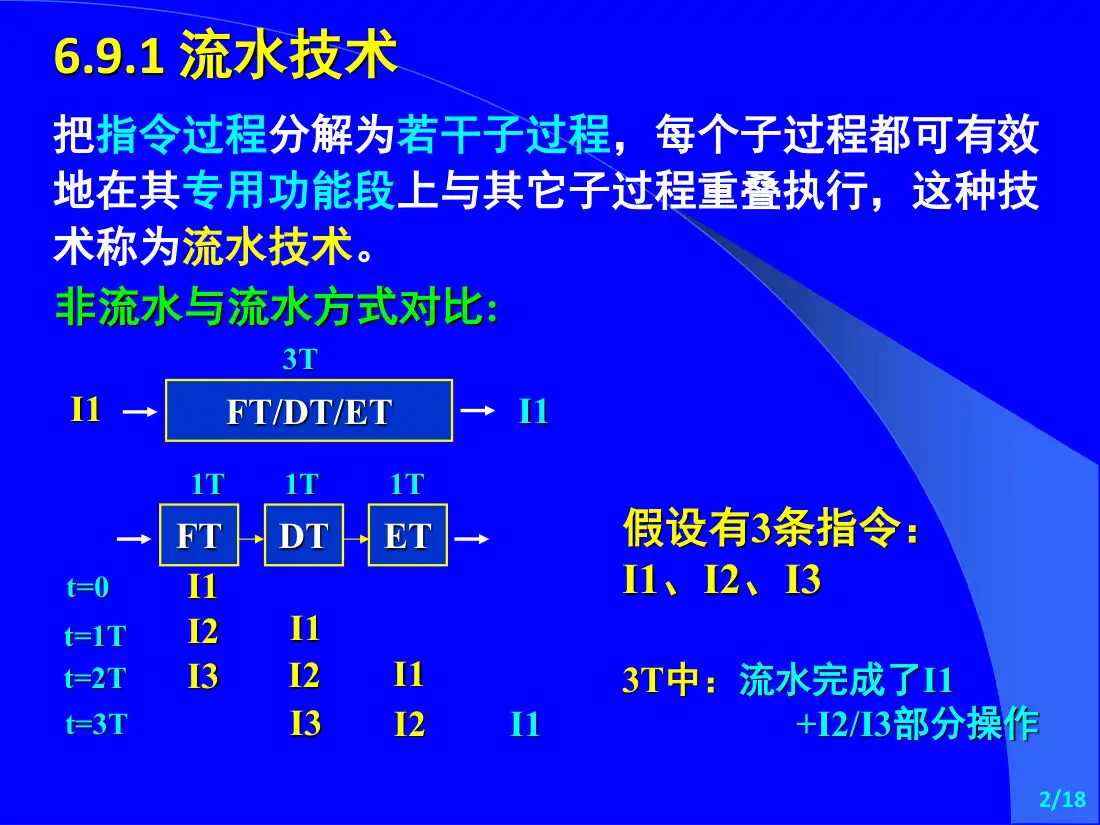 6.9.1 流水技术
把指令过程分解为若干子过程，每个子过程都可有效
地在其专用功能段上与其它子过程重叠执行，这种技
术称为流水技术。
非流水与流水方式对比:
3T
I1 FT/DT/ET I1
1T 1T 1T
FT DT ET
假设有3条指令：
t=0 I1
I1、I2、I3
t=1T I2 I1
t=2T I3 I2 I1
3T中：流水完成了I1
t=3T I3 I2 I1
+I2/I3部分操作
2/18